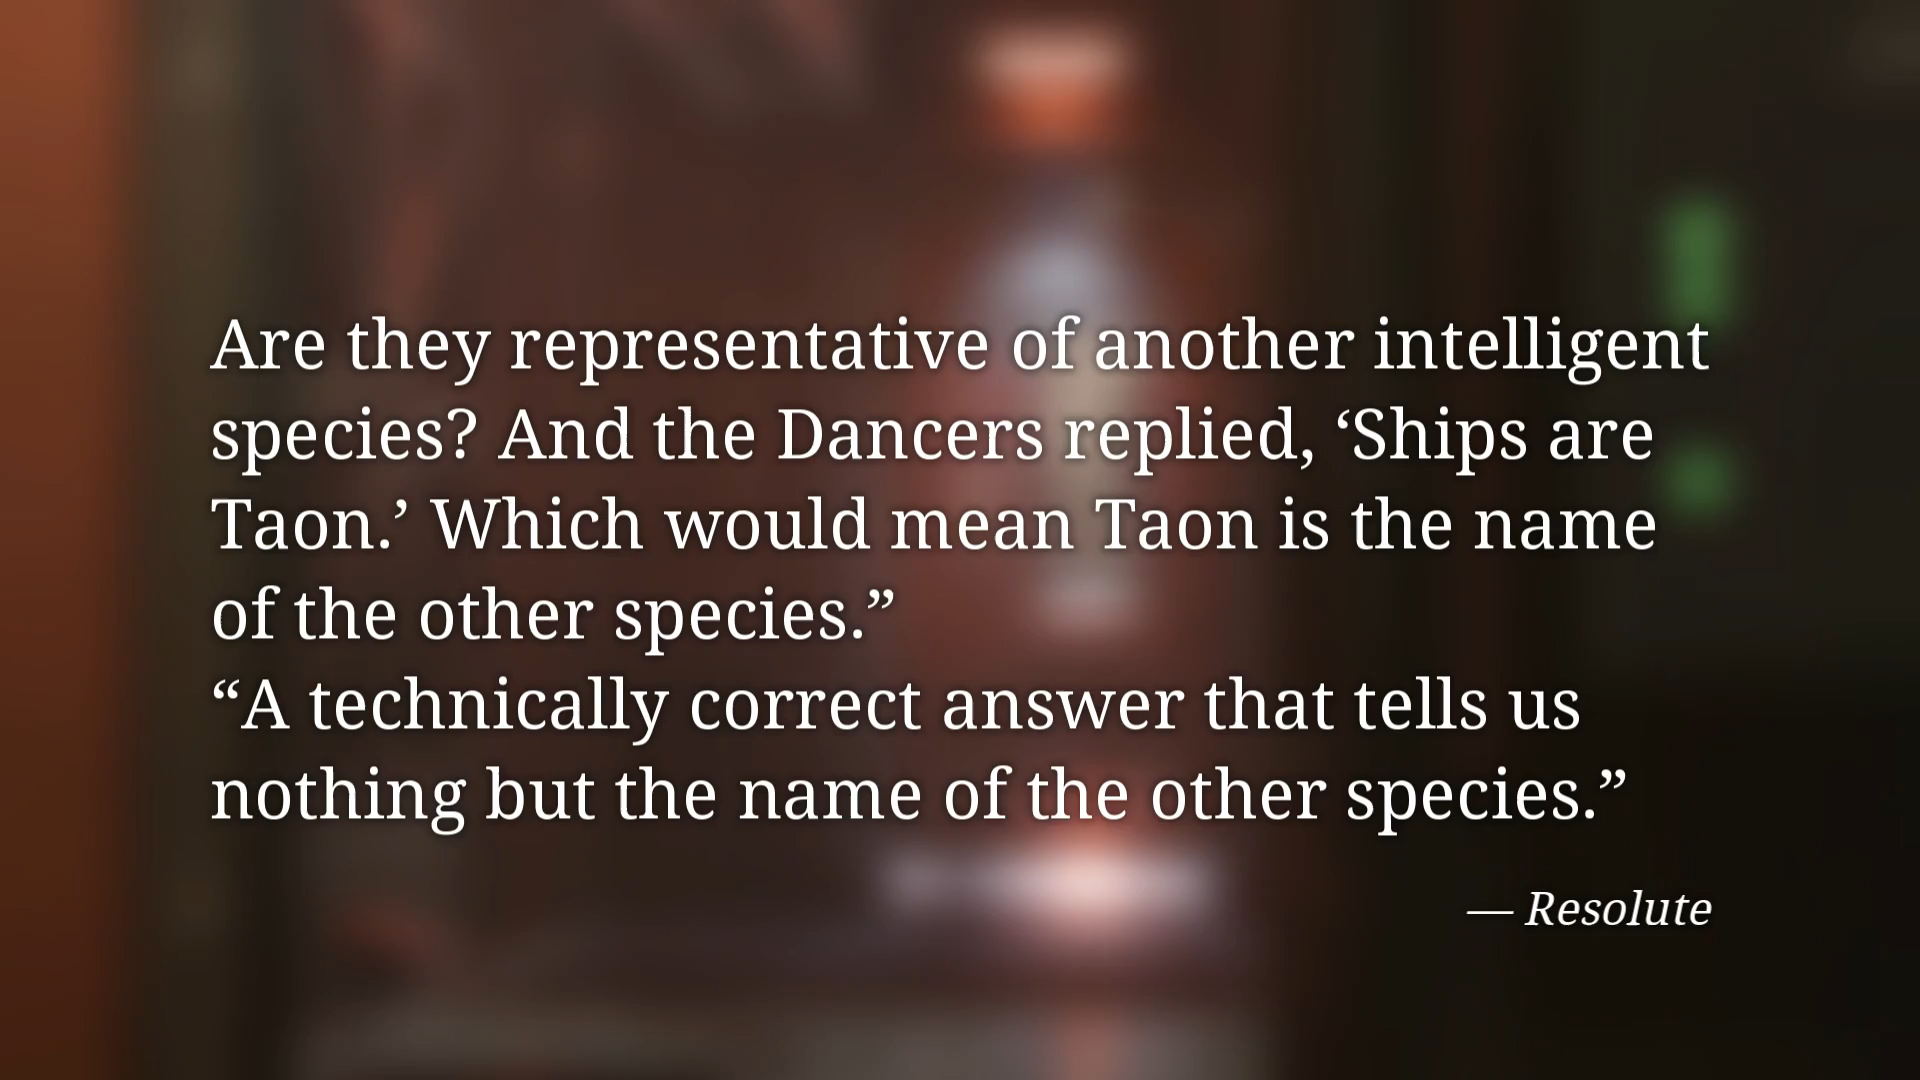 Are they representative of another intelligent
species? And the Dancers replied, ‘Ships are
Taon.’ Which would mean Taon is the name
of the other species.”
“A technically correct answer that tells us
nothing but the name of the other species.”
— Resolute